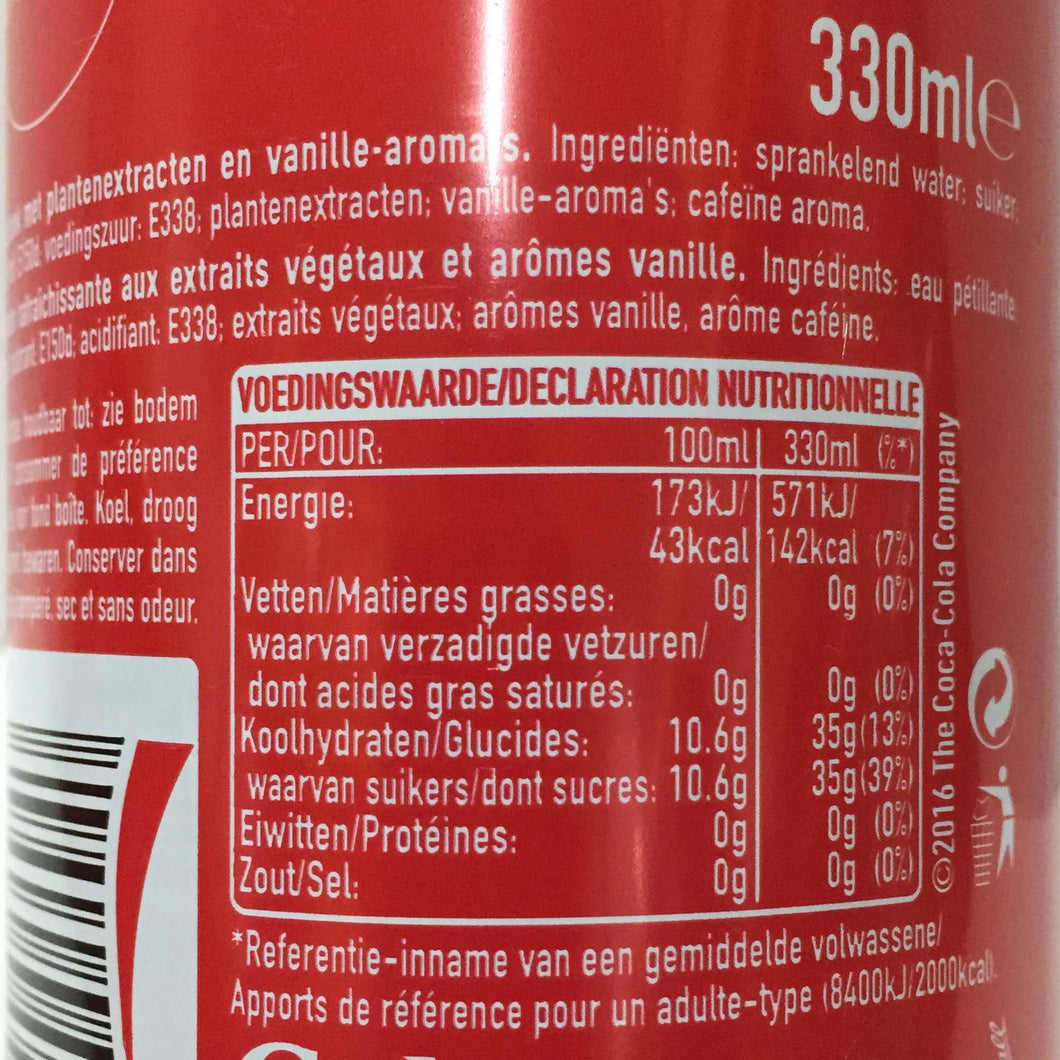 330ml℮
met plantenextracten en vanille-aroma's. Ingrediënten: sprankelend water; suiker;
voedingszuur: E338; plantenextracten; vanille-aroma's; cafeïne aroma.
rafraîchissante aux extraits végétaux et arômes vanille. Ingrédients: eau pétillante;
E150d; acidifiant: E338; extraits végétaux; arômes vanille, arôme caféine.
houdbaar tot: zie bodem
consommer de préférence
fond boîte. Koel, droog
bewaren. Conserver dans
sec et sans odeur.
VOEDINGSWAARDE/DECLARATION NUTRITIONNELLE
PER/POUR: 100ml 330ml (%*)
Energie: 173kJ/ 571kJ/
43kcal 142kcal (7%)
Vetten/Matières grasses: 0g 0g (0%)
waarvan verzadigde vetzuren/
dont acides gras saturés: 0g 0g (0%)
Koolhydraten/Glucides: 10.6g 35g (13%)
waarvan suikers/dont sucres: 10.6g 35g (39%)
Eiwitten/Protéines: 0g 0g (0%)
Zout/Sel: 0g 0g (0%)
*Referentie-inname van een gemiddelde volwassene/
Apports de référence pour un adulte-type (8400kJ/2000kcal).
©2016 The Coca-Cola Company